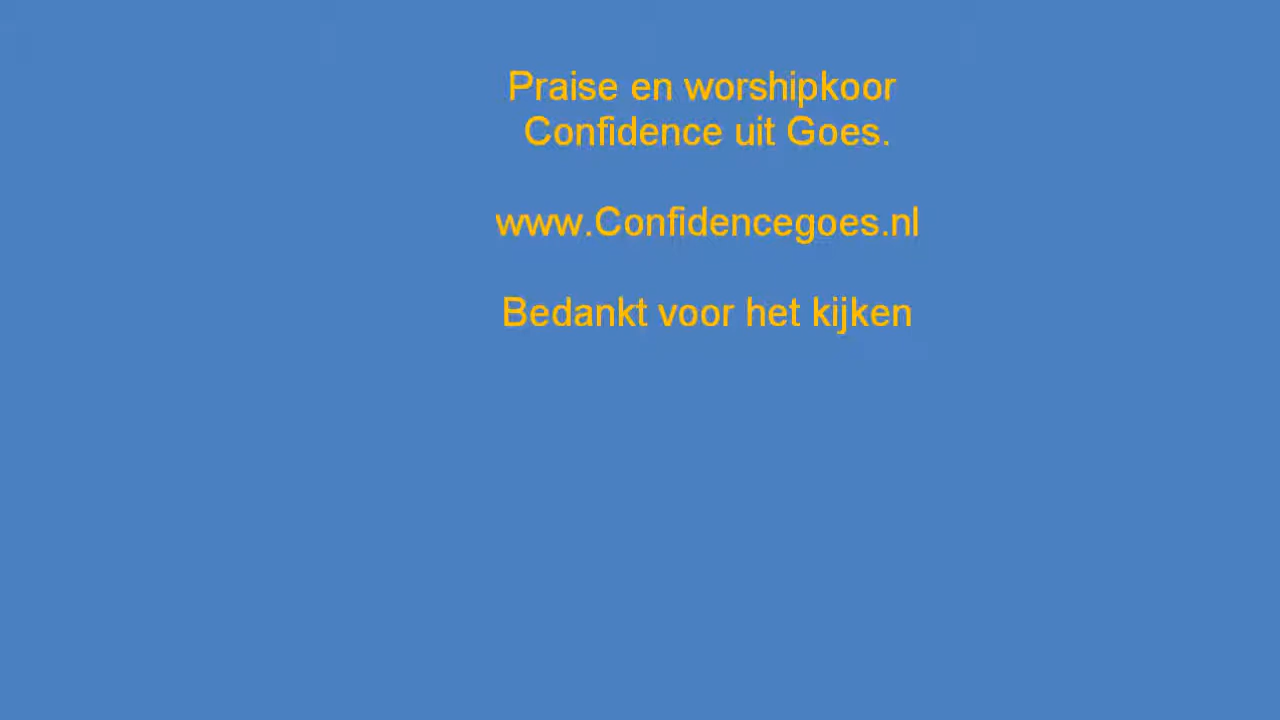 Praise en worshipkoor
Confidence uit Goes.
www.Confidencegoes.nl
Bedankt voor het kijken